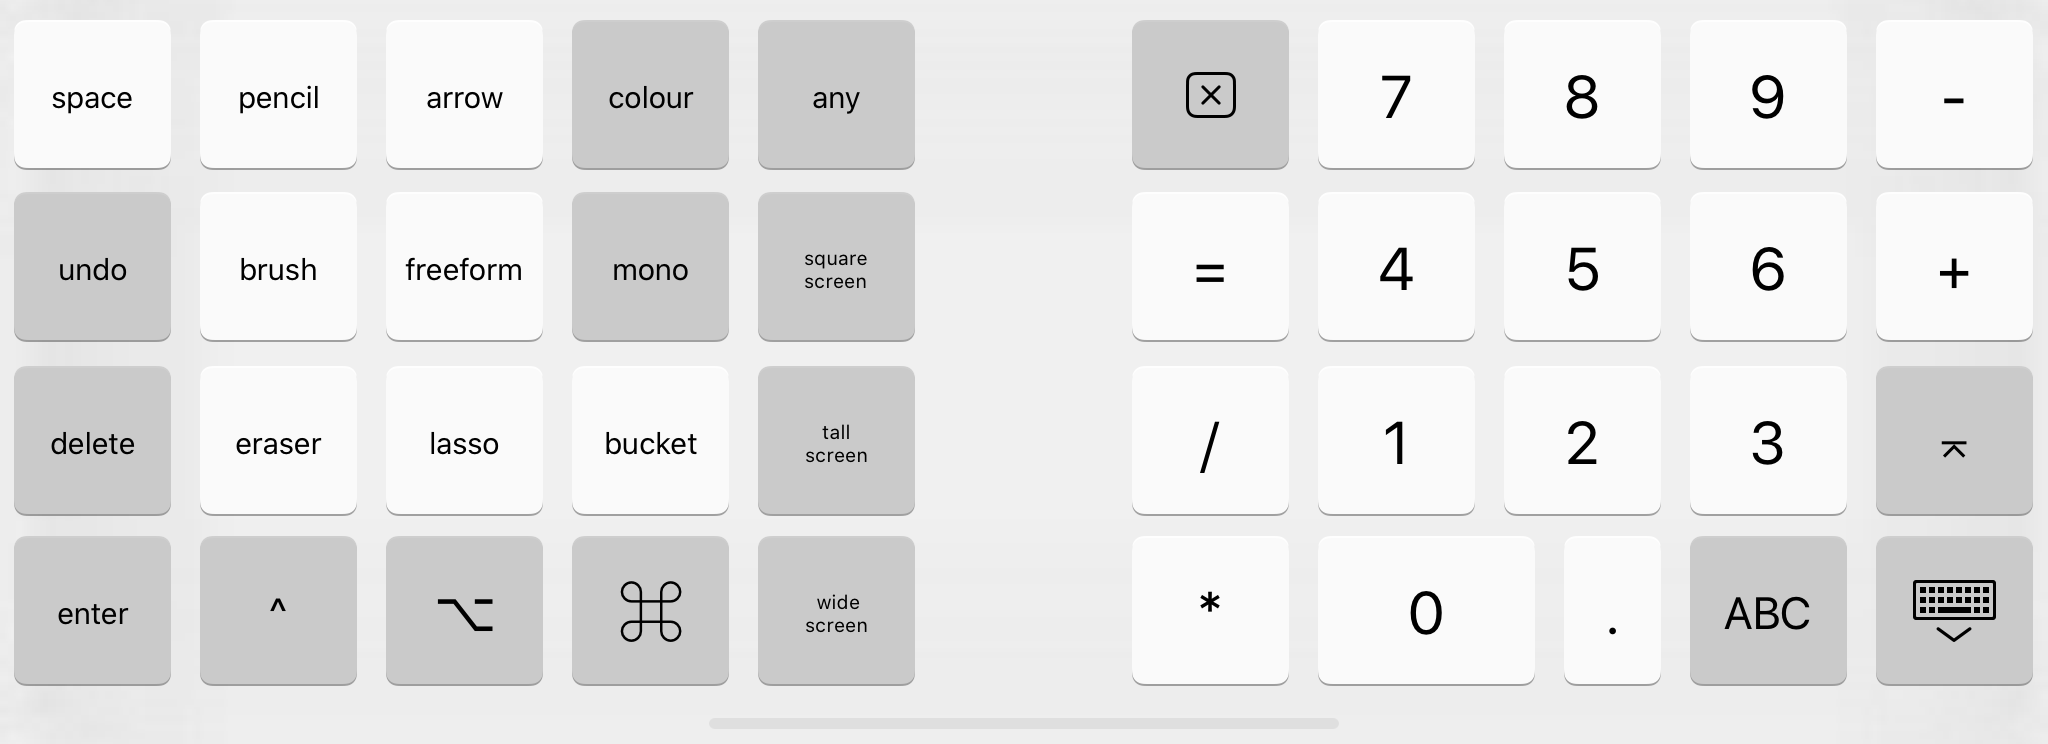 space pencil arrow colour any 7 8 9 -
undo brush freeform mono square screen = 4 5 6 +
delete eraser lasso bucket tall screen / 1 2 3 ⌅
enter ^ ⌥ ⌘ wide screen * 0 . ABC